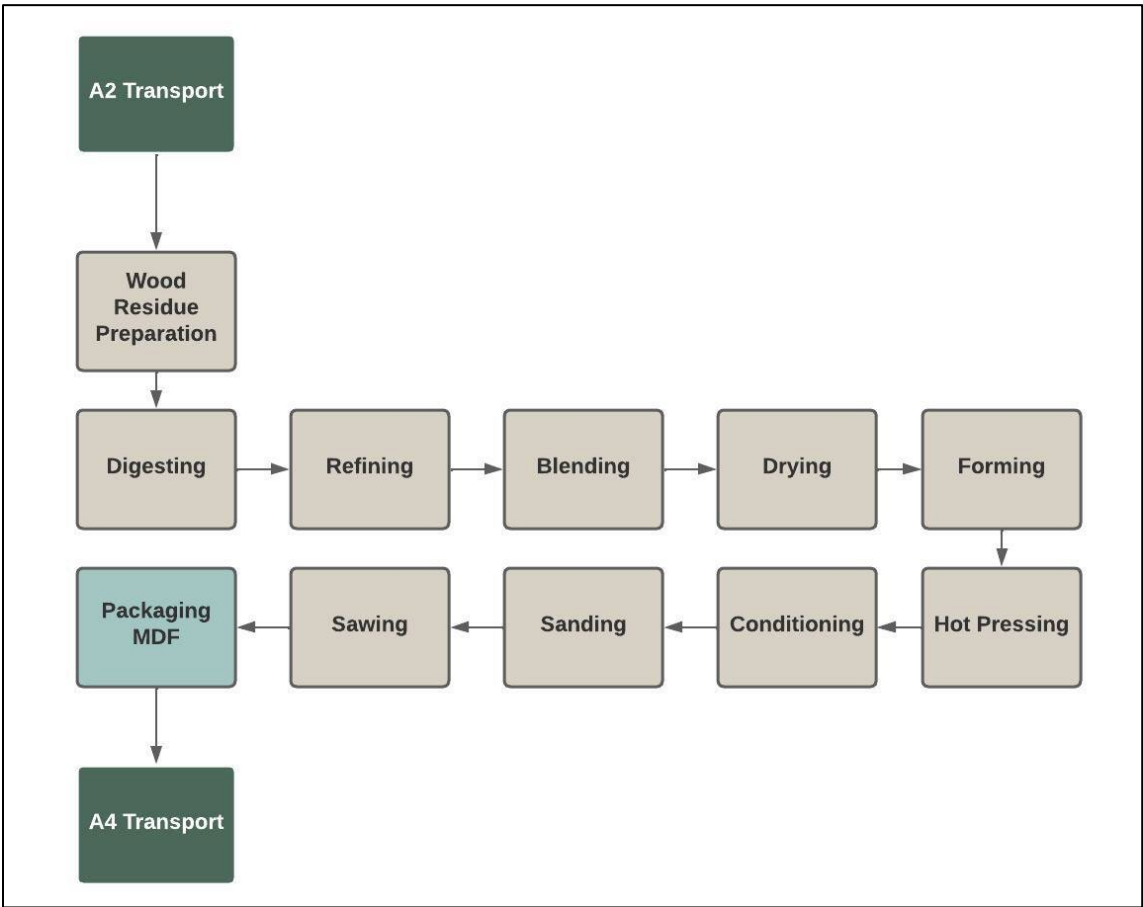 A2 Transport
Wood
Residue
Preparation
Digesting
Refining
Blending
Drying
Forming
Hot Pressing
Conditioning
Sanding
Sawing
Packaging
MDF
A4 Transport